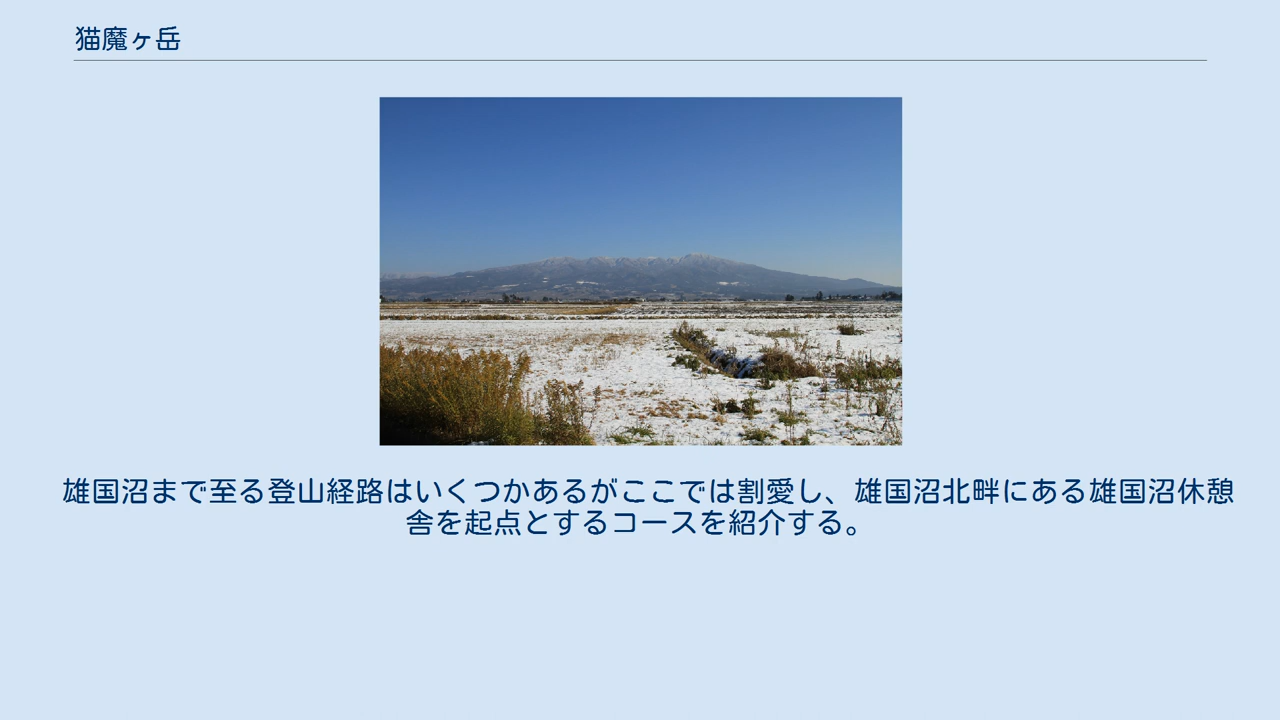 猫魔ヶ岳
雄国沼まで至る登山経路はいくつかあるがここでは割愛し、雄国沼北畔にある雄国沼休憩
舎を起点とするコースを紹介する。